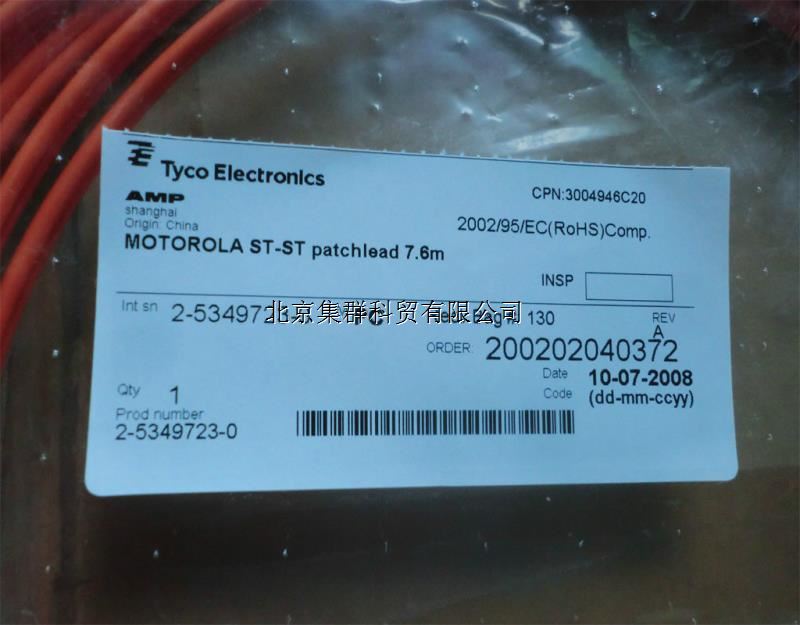 Tyco Electronics
CPN:3004946C20
AMP
shanghai
Origin: China
2002/95/EC(RoHS)Comp.
MOTOROLA ST-ST patchlead 7.6m
INSP
Int sn 2-534972
北京集群科贸有限公司
130
REV
A
ORDER: 200202040372
Date 10-07-2008
Code (dd-mm-ccyy)
Qty 1
Prod number
2-5349723-0